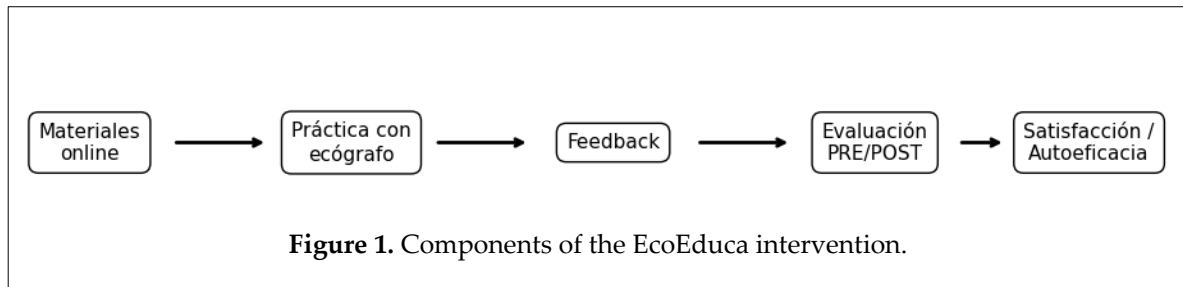 Materiales
online
Práctica con
ecógrafo
Feedback
Evaluación
PRE/POST
Satisfacción /
Autoeficacia
Figure 1. Components of the EcoEduca intervention.